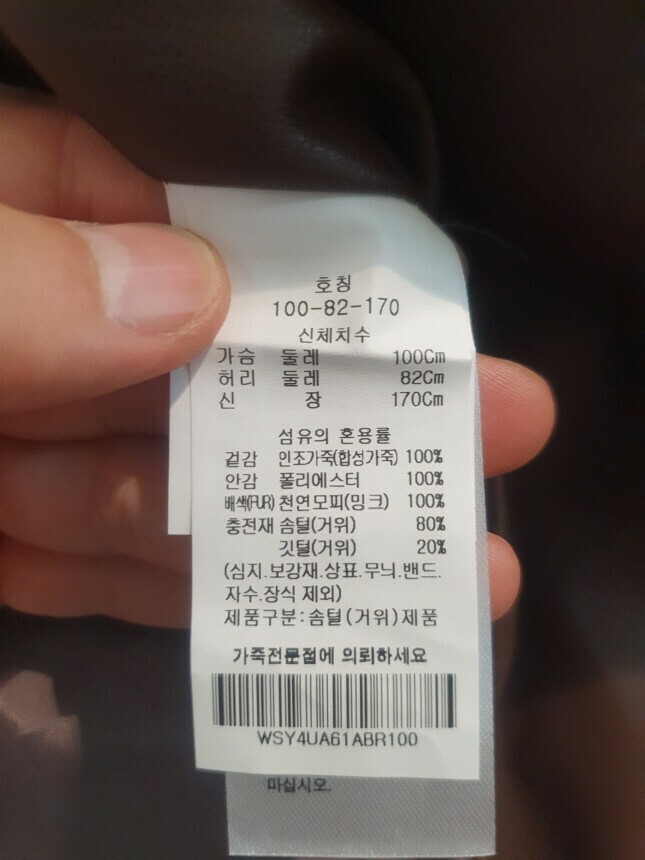 호칭
100-82-170
신체치수
가슴 둘레 100Cm
허리 둘레 82Cm
신 장 170Cm
섬유의 혼용률
겉감 인조가죽(합성가죽) 100%
안감 폴리에스터 100%
배색(FUR) 천연모피(밍크) 100%
충전재 솜털(거위) 80%
깃털(거위) 20%
(심지.보강재.상표.무늬.밴드.
자수.장식 제외)
제품구분:솜털(거위)제품
가죽전문점에 의뢰하세요
WSY4UA61ABR100
마십시오.